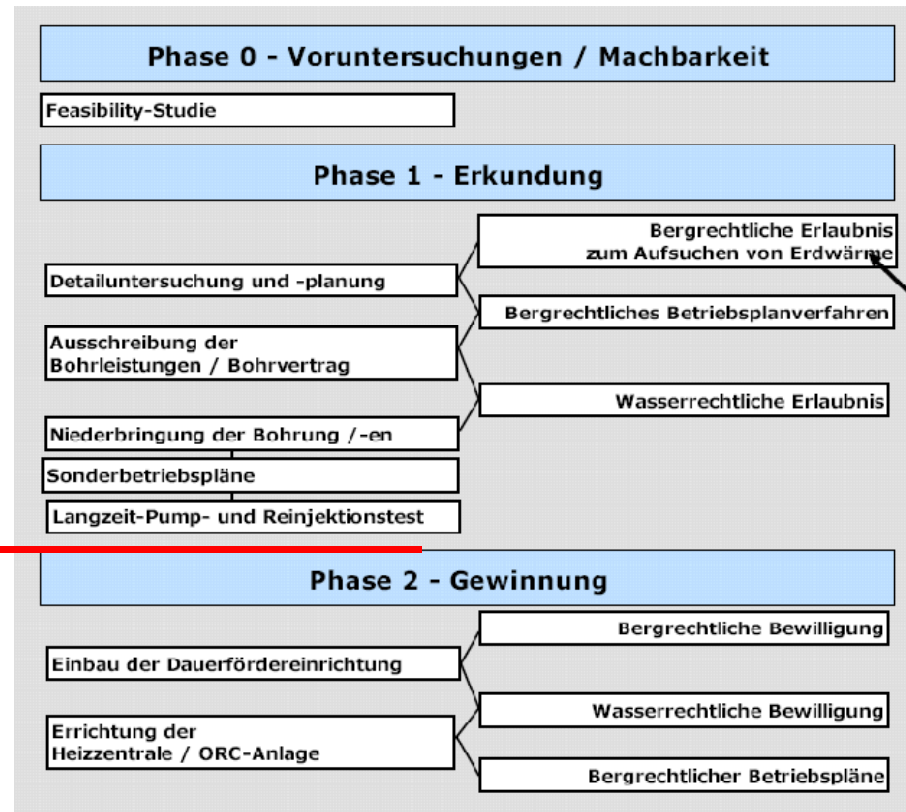 Phase 0 - Voruntersuchungen / Machbarkeit
Feasibility-Studie
Phase 1 - Erkundung
Bergrechtliche Erlaubnis
zum Aufsuchen von Erdwärme
Detailuntersuchung und -planung
Bergrechtliches Betriebsplanverfahren
Ausschreibung der
Bohrleistungen / Bohrvertrag
Wasserrechtliche Erlaubnis
Niederbringung der Bohrung /-en
Sonderbetriebspläne
Langzeit-Pump- und Reinjektionstest
Phase 2 - Gewinnung
Bergrechtliche Bewilligung
Einbau der Dauerfördereinrichtung
Wasserrechtliche Bewilligung
Errichtung der
Heizzentrale / ORC-Anlage
Bergrechtlicher Betriebspläne